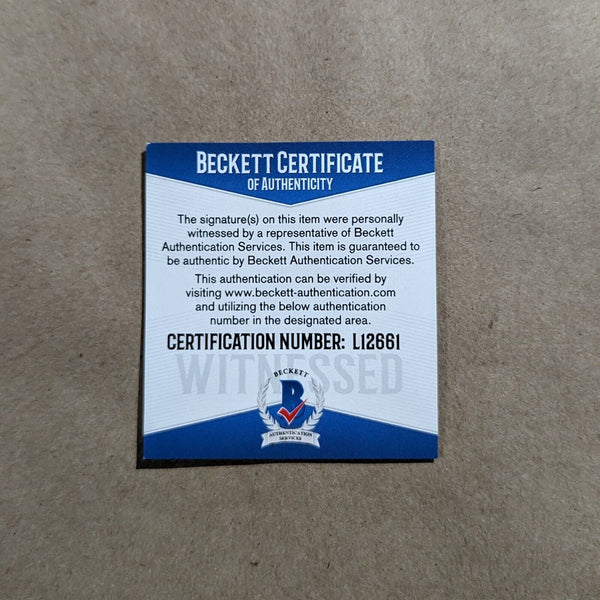 BECKETT CERTIFICATE
OF AUTHENTICITY
The signature(s) on this item were personally
witnessed by a representative of Beckett
Authentication Services. This item is guaranteed to
be authentic by Beckett Authentication Services.
This authentication can be verified by
visiting www.beckett-authentication.com
and utilizing the below authentication
number in the designated area.
CERTIFICATION NUMBER: L12661
WITNESSED
BECKETT
B
AUTHENTICATION
SERVICES